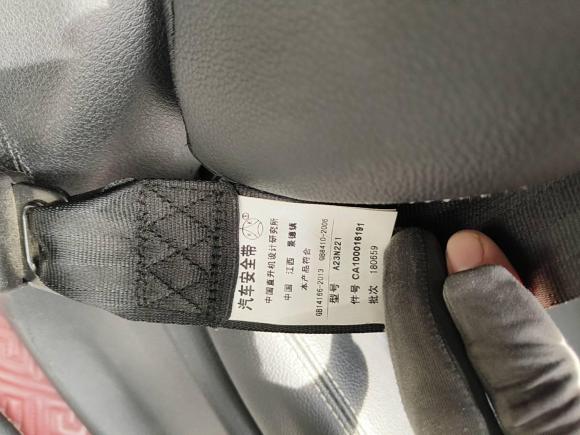 汽车安全带
中国直升机设计研究所
中国 江西 景德镇
本产品符合
GB14166-2013 GB8410-2006
型号 A23N221
件号 CA100016191
批次 180659